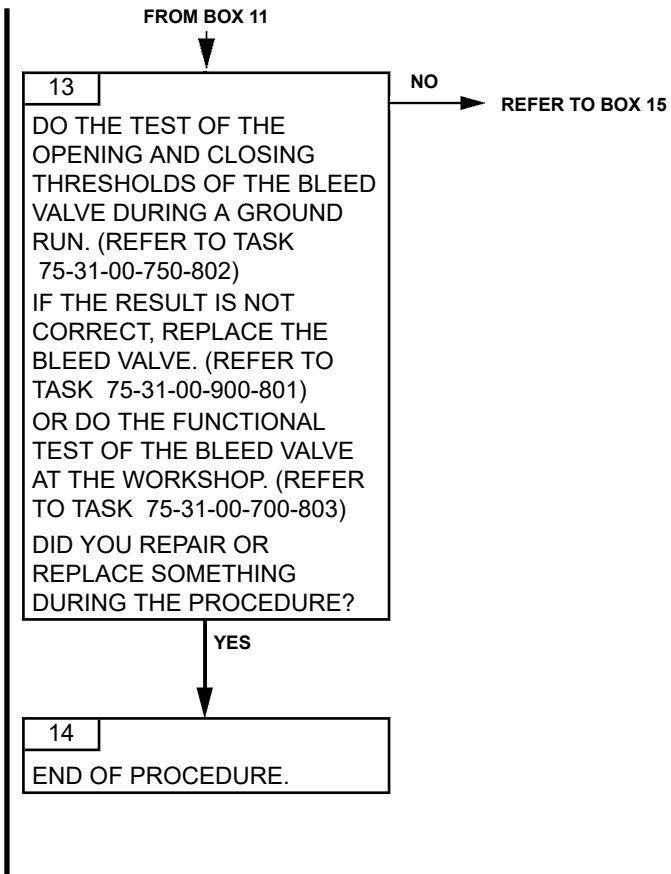 FROM BOX 11
13
NO
REFER TO BOX 15
DO THE TEST OF THE
OPENING AND CLOSING
THRESHOLDS OF THE BLEED
VALVE DURING A GROUND
RUN. (REFER TO TASK
75-31-00-750-802)
IF THE RESULT IS NOT
CORRECT, REPLACE THE
BLEED VALVE. (REFER TO
TASK 75-31-00-900-801)
OR DO THE FUNCTIONAL
TEST OF THE BLEED VALVE
AT THE WORKSHOP. (REFER
TO TASK 75-31-00-700-803)
DID YOU REPAIR OR
REPLACE SOMETHING
DURING THE PROCEDURE?
YES
14
END OF PROCEDURE.